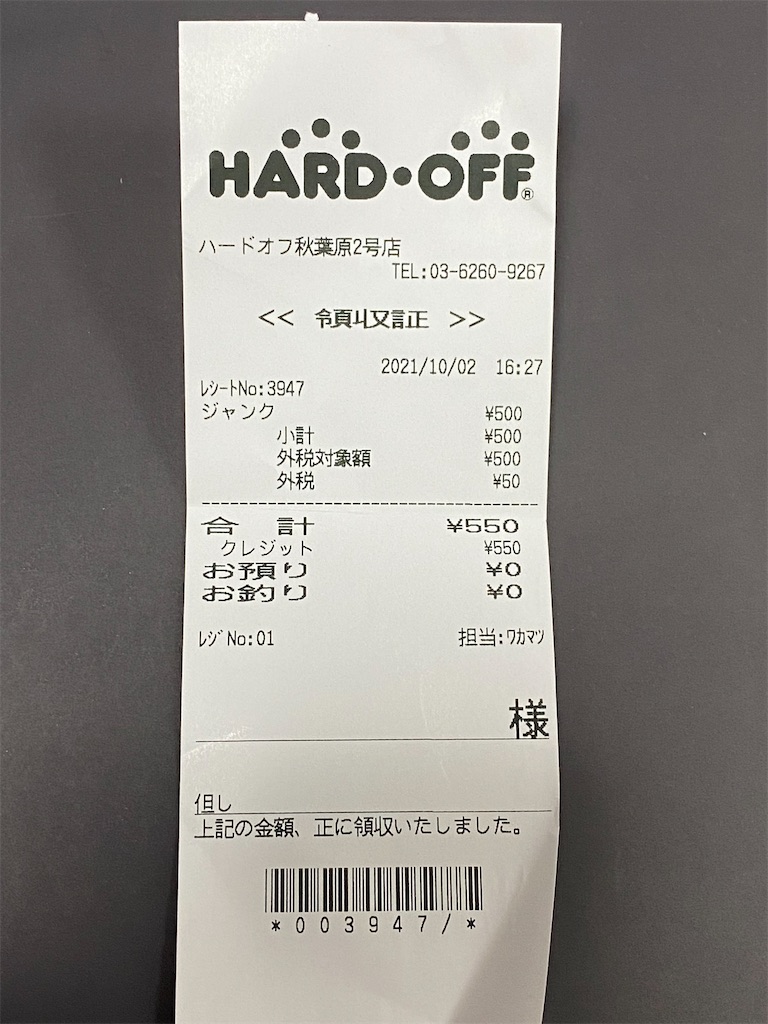 HARD・OFF®
ハードオフ秋葉原2号店
TEL:03-6260-9267
<< 領収証 >>
2021/10/02 16:27
ﾚｼｰﾄNo:3947
ジャンク ¥500
小計 ¥500
外税対象額 ¥500
外税 ¥50
合 計 ¥550
クレジット ¥550
お預り ¥0
お釣り ¥0
ﾚｼﾞNo:01 担当:ﾜｶﾏﾂ
様
但し
上記の金額、正に領収いたしました。
*003947/*